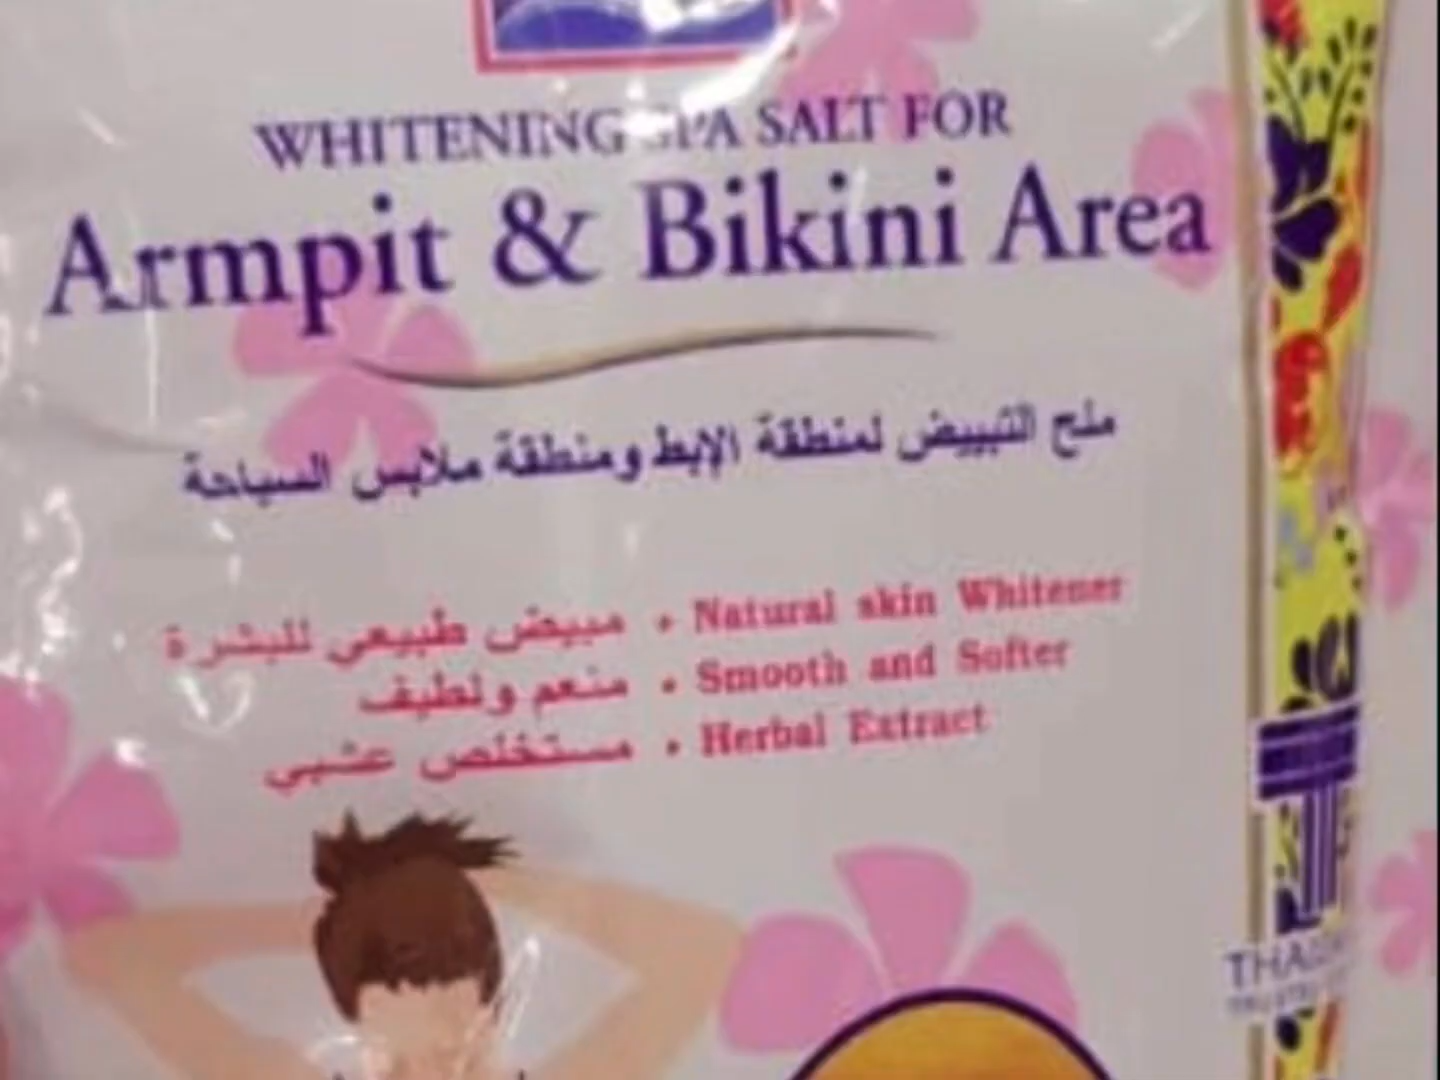 WHITENING SPA SALT FOR
Armpit & Bikini Area
ملح التبييض لمنطقة الإبط ومنطقة ملابس السباحة
مبيض طبيعي للبشرة • Natural skin Whitener
منعم ولطيف • Smooth and Softer
مستخلص عشبي • Herbal Extract